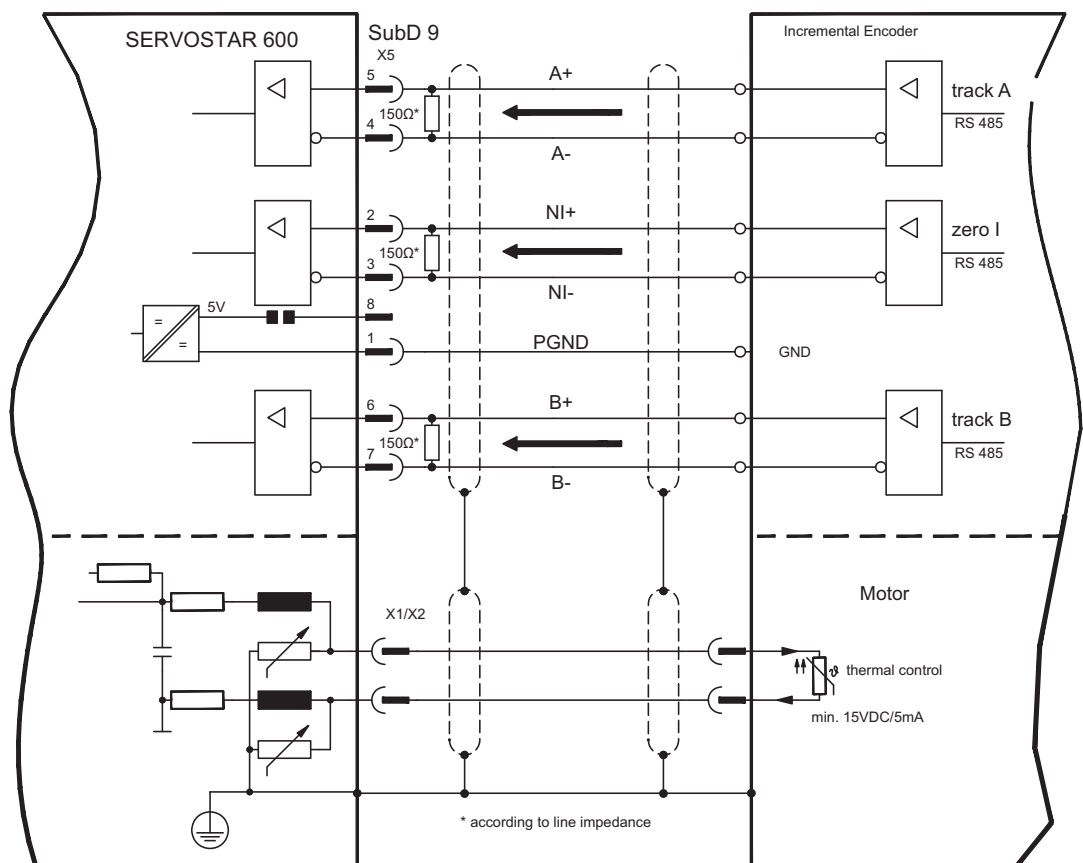 SERVOSTAR 600
SubD 9
X5
Incremental Encoder
5
A+
track A
150Ω*
RS 485
4
A-
2
NI+
zero I
150Ω*
RS 485
3
NI-
5V
8
=
=
1
PGND
GND
6
B+
track B
150Ω*
RS 485
7
B-
X1/X2
Motor
ϑ thermal control
min. 15VDC/5mA
* according to line impedance